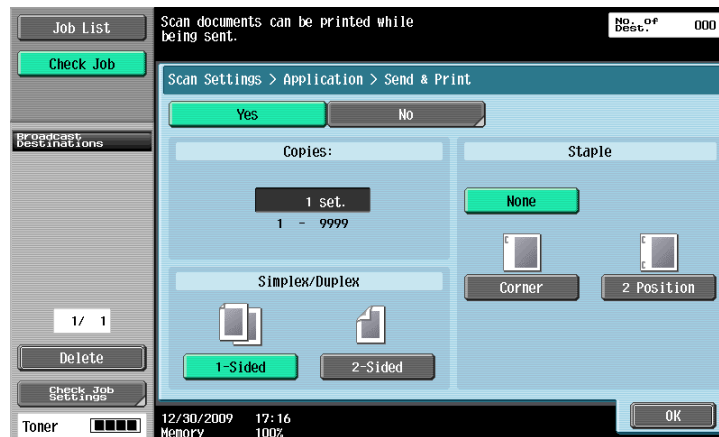 Job List
Check Job
Broadcast
Destinations
1/ 1
Delete
Check Job
Settings
Toner
Scan documents can be printed while
being sent.
No. of
Dest.
000
Scan Settings > Application > Send & Print
Yes
No
Copies:
1 set.
1 - 9999
Simplex/Duplex
1-Sided
2-Sided
Staple
None
Corner
2 Position
12/30/2009 17:16
Memory 100%
OK